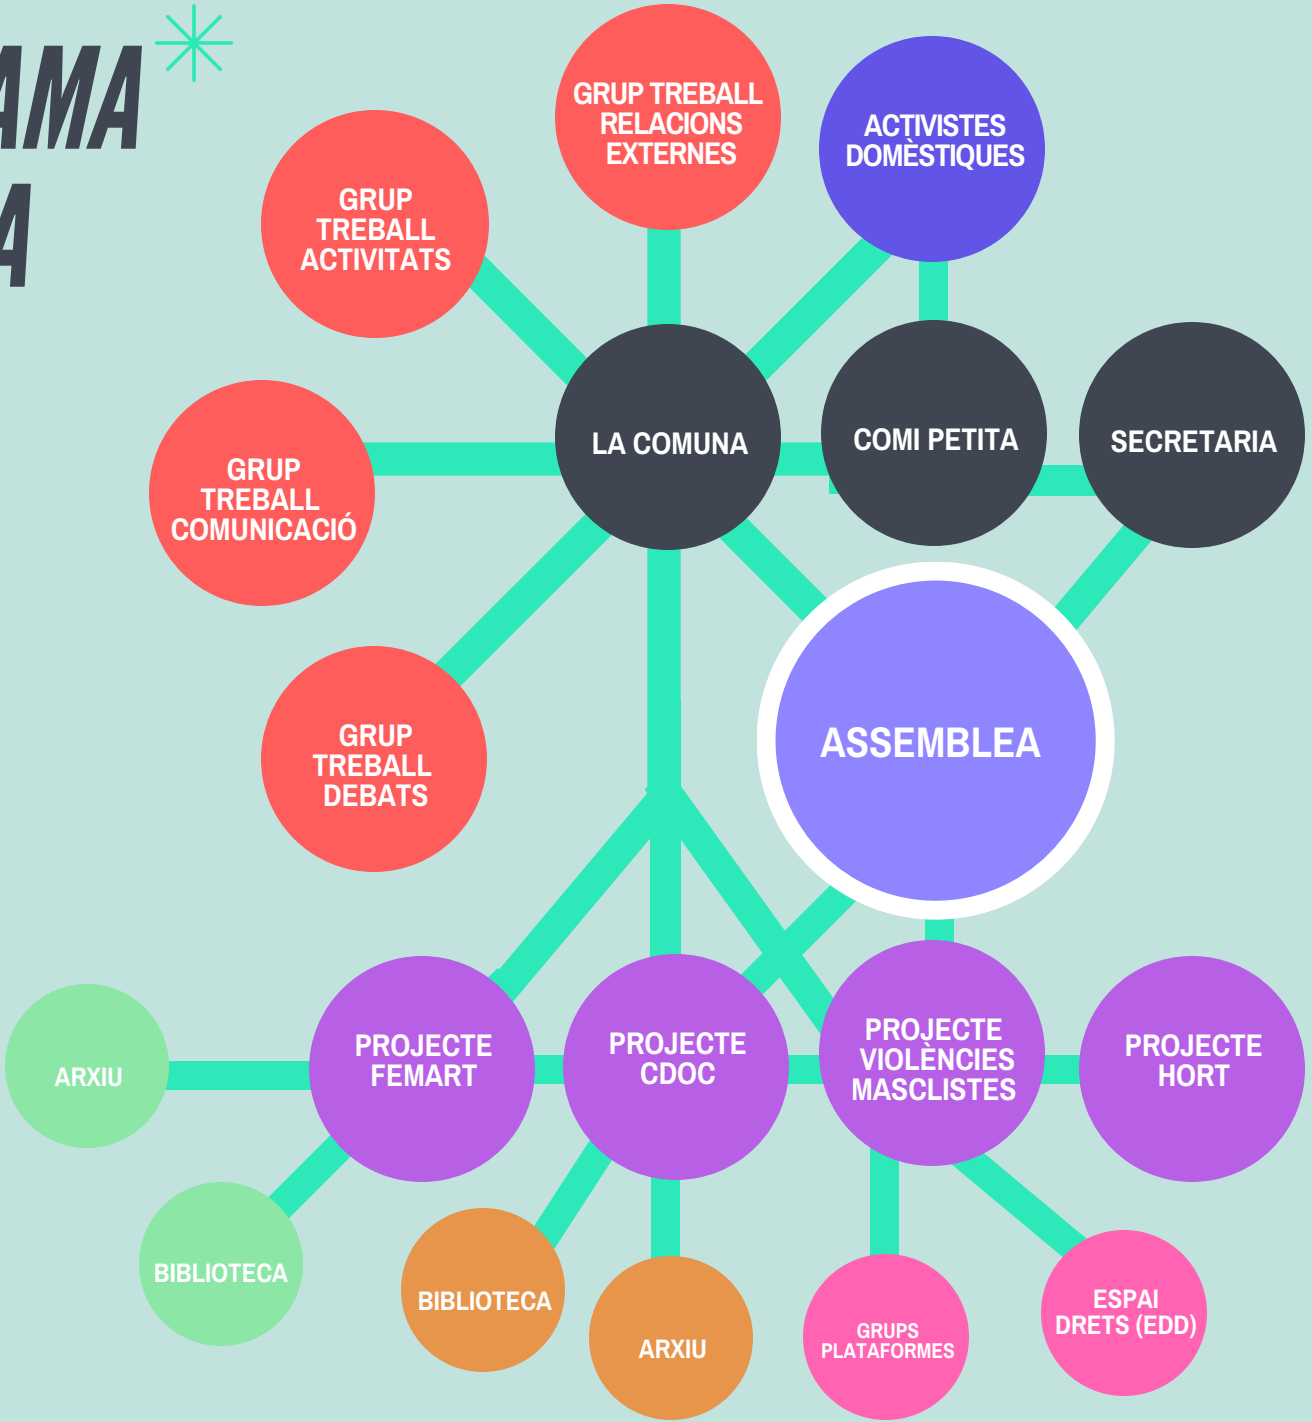 AMA
A
GRUP TREBALL
RELACIONS
EXTERNES
ACTIVISTES
DOMÈSTIQUES
GRUP
TREBALL
ACTIVITATS
LA COMUNA
COMI PETITA
SECRETARIA
GRUP
TREBALL
COMUNICACIÓ
GRUP
TREBALL
DEBATS
ASSEMBLEA
PROJECTE
FEMART
PROJECTE
CDOC
PROJECTE
VIOLÈNCIES
MASCLISTES
PROJECTE
HORT
ARXIU
BIBLIOTECA
BIBLIOTECA
ARXIU
GRUPS
PLATAFORMES
ESPAI
DRETS (EDD)